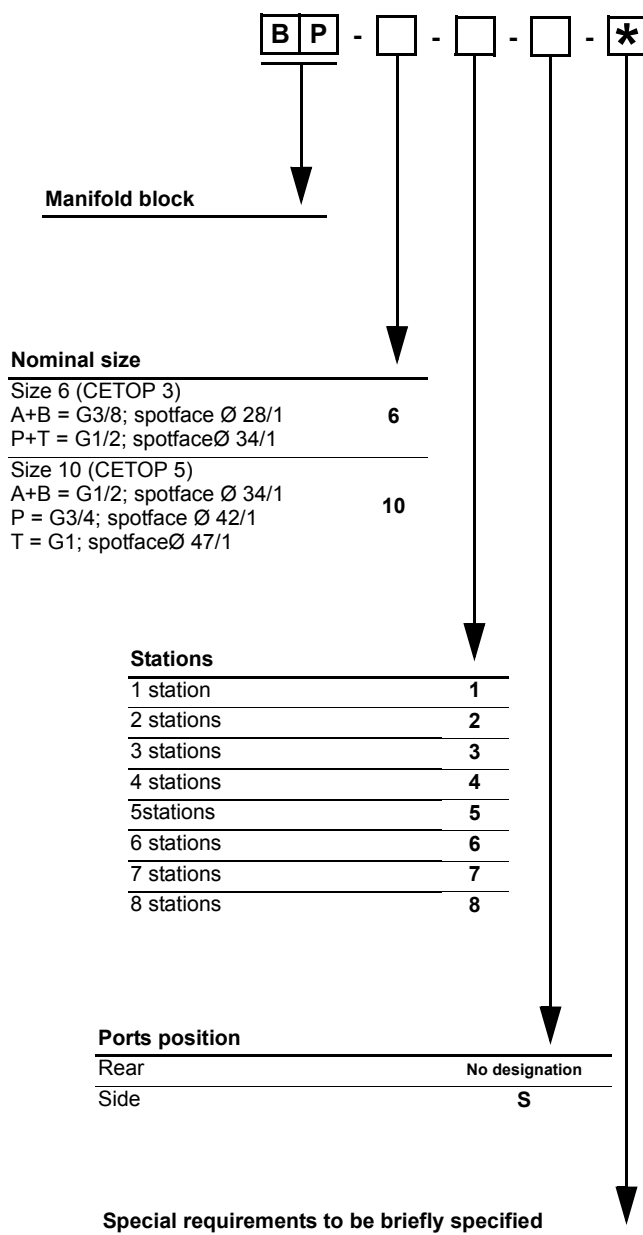 B P - - - - *
Manifold block
Nominal size
Size 6 (CETOP 3)
A+B = G3/8; spotface Ø 28/1
P+T = G1/2; spotfaceØ 34/1
6
Size 10 (CETOP 5)
A+B = G1/2; spotface Ø 34/1
P = G3/4; spotface Ø 42/1
T = G1; spotfaceØ 47/1
10
Stations
1 station 1
2 stations 2
3 stations 3
4 stations 4
5stations 5
6 stations 6
7 stations 7
8 stations 8
Ports position
Rear No designation
Side S
Special requirements to be briefly specified